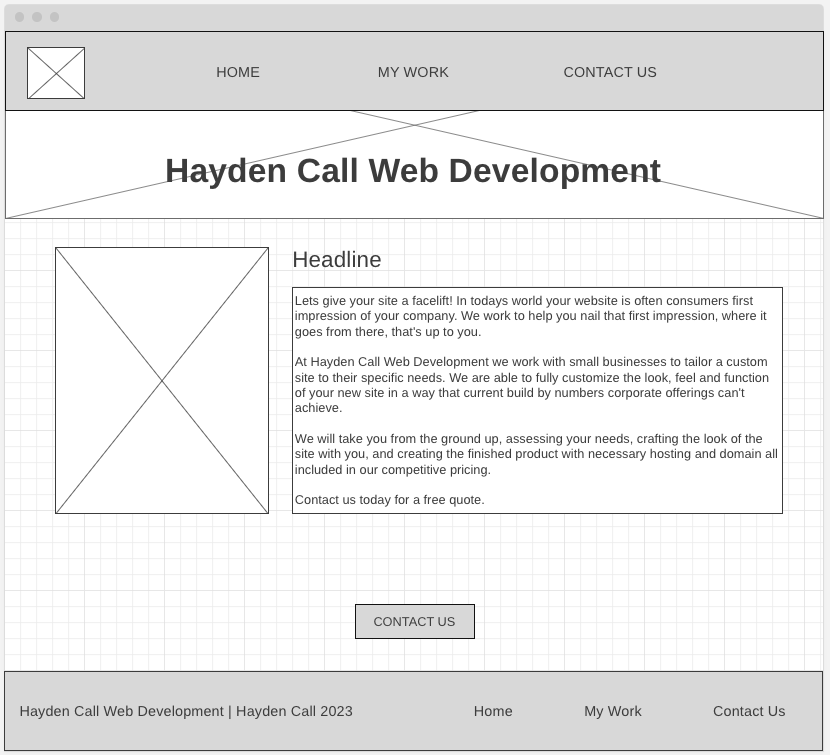 HOME MY WORK CONTACT US
Hayden Call Web Development
Headline
Lets give your site a facelift! In todays world your website is often consumers first
impression of your company. We work to help you nail that first impression, where it
goes from there, that's up to you.
At Hayden Call Web Development we work with small businesses to tailor a custom
site to their specific needs. We are able to fully customize the look, feel and function
of your new site in a way that current build by numbers corporate offerings can't
achieve.
We will take you from the ground up, assessing your needs, crafting the look of the
site with you, and creating the finished product with necessary hosting and domain all
included in our competitive pricing.
Contact us today for a free quote.
CONTACT US
Hayden Call Web Development | Hayden Call 2023 Home My Work Contact Us